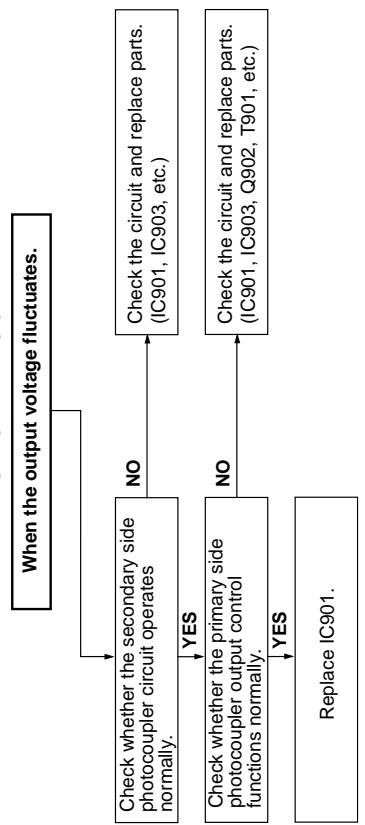 When the output voltage fluctuates.
Check whether the secondary side
photocoupler circuit operates
normally.
NO
Check the circuit and replace parts.
(IC901, IC903, etc.)
YES
Check whether the primary side
photocoupler output control
functions normally.
NO
Check the circuit and replace parts.
(IC901, IC903, Q902, T901, etc.)
YES
Replace IC901.